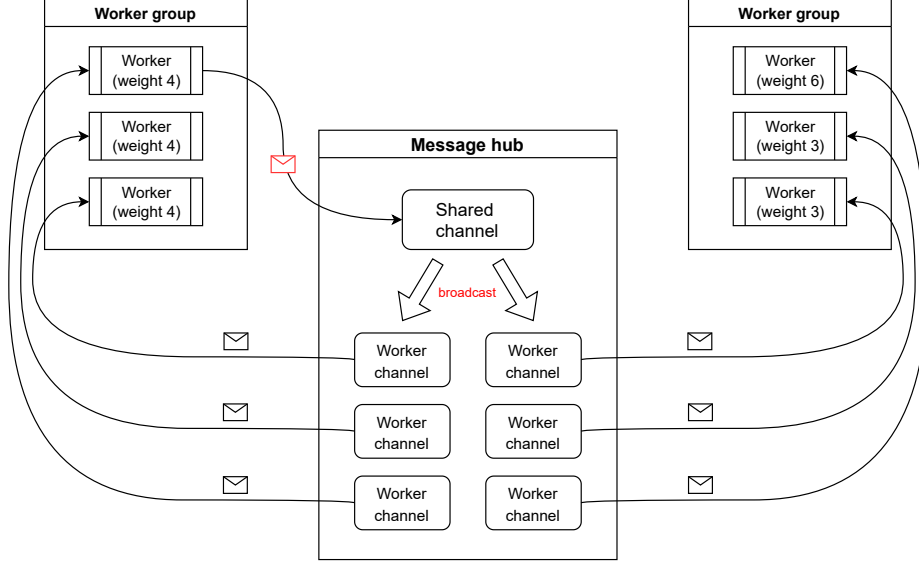 Worker group
Worker
(weight 4)
Worker
(weight 4)
Worker
(weight 4)
Message hub
Shared
channel
broadcast
Worker
channel
Worker
channel
Worker
channel
Worker
channel
Worker
channel
Worker
channel
Worker group
Worker
(weight 6)
Worker
(weight 3)
Worker
(weight 3)